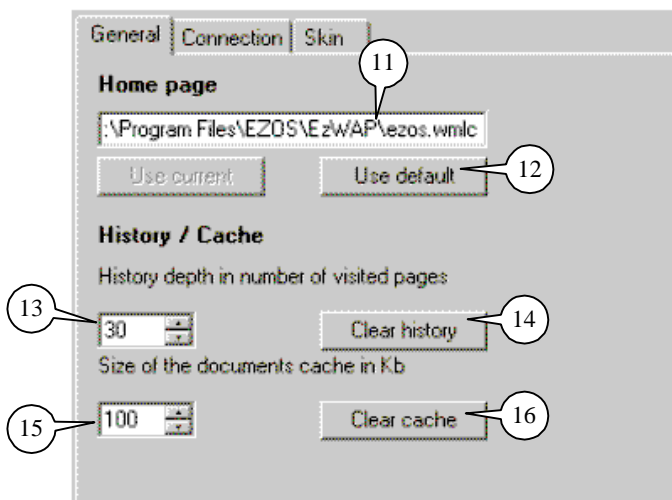 General Connection Skin
11
Home page
:\Program Files\EZOS\EzWAP\ezos.wmlc
Use current Use default 12
History / Cache
History depth in number of visited pages
13 30 Clear history 14
Size of the documents cache in Kb
15 100 Clear cache 16